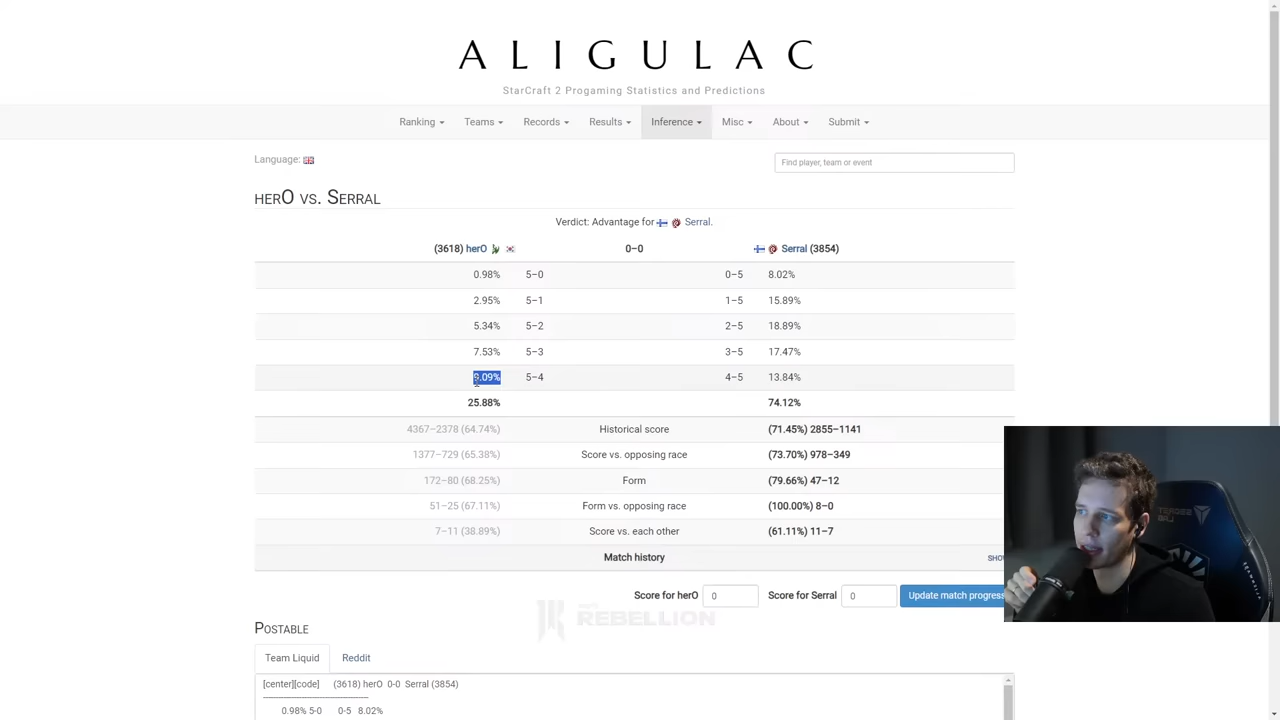 ALIGULAC
StarCraft 2 Progaming Statistics and Predictions
Ranking Teams Records Results Inference Misc About Submit
Language:
Find player, team or event
herO vs. Serral
Verdict: Advantage for Serral.
(3618) herO 0–0 Serral (3854)
0.98% 5–0 0–5 8.02%
2.95% 5–1 1–5 15.89%
5.34% 5–2 2–5 18.89%
7.53% 5–3 3–5 17.47%
9.09% 5–4 4–5 13.84%
25.88% 74.12%
4367–2378 (64.74%) Historical score (71.45%) 2855–1141
1377–729 (65.38%) Score vs. opposing race (73.70%) 978–349
172–80 (68.25%) Form (79.66%) 47–12
51–25 (67.11%) Form vs. opposing race (100.00%) 8–0
7–11 (38.89%) Score vs. each other (61.11%) 11–7
Match history
Score for herO 0 Score for Serral 0 Update match progress
REBELLION
Postable
Team Liquid Reddit
[center][code] (3618) herO 0-0 Serral (3854)
0.98% 5-0 0-5 8.02%